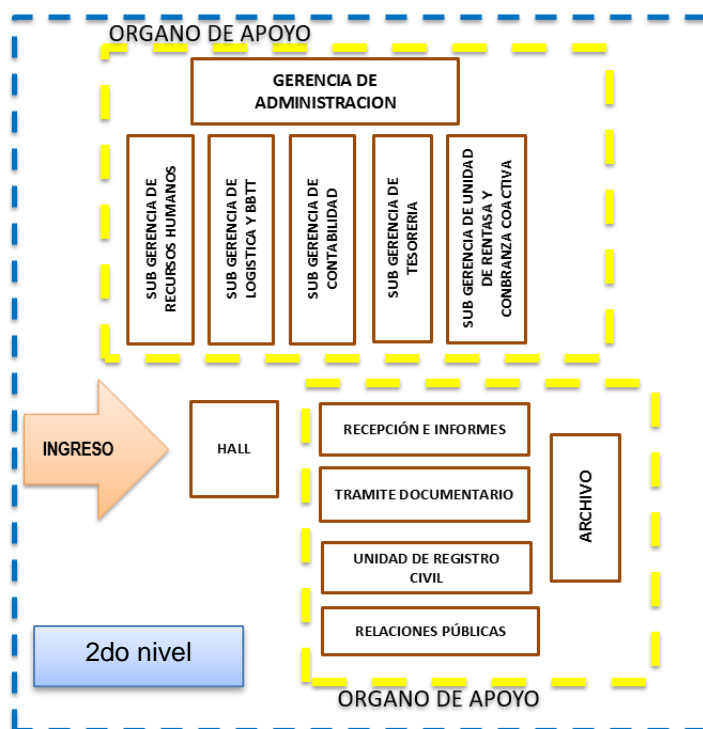 ORGANO DE APOYO
GERENCIA DE
ADMINISTRACION
SUB GERENCIA DE
RECURSOS HUMANOS
SUB GERENCIA DE
LOGISTICA Y BBTT
SUB GERENCIA DE
CONTABILIDAD
SUB GERENCIA DE
TESORERIA
SUB GERENCIA DE UNIDAD
DE RENTASA Y
CONBRANZA COACTIVA
INGRESO
HALL
RECEPCIÓN E INFORMES
TRAMITE DOCUMENTARIO
UNIDAD DE REGISTRO
CIVIL
RELACIONES PÚBLICAS
ARCHIVO
2do nivel
ORGANO DE APOYO